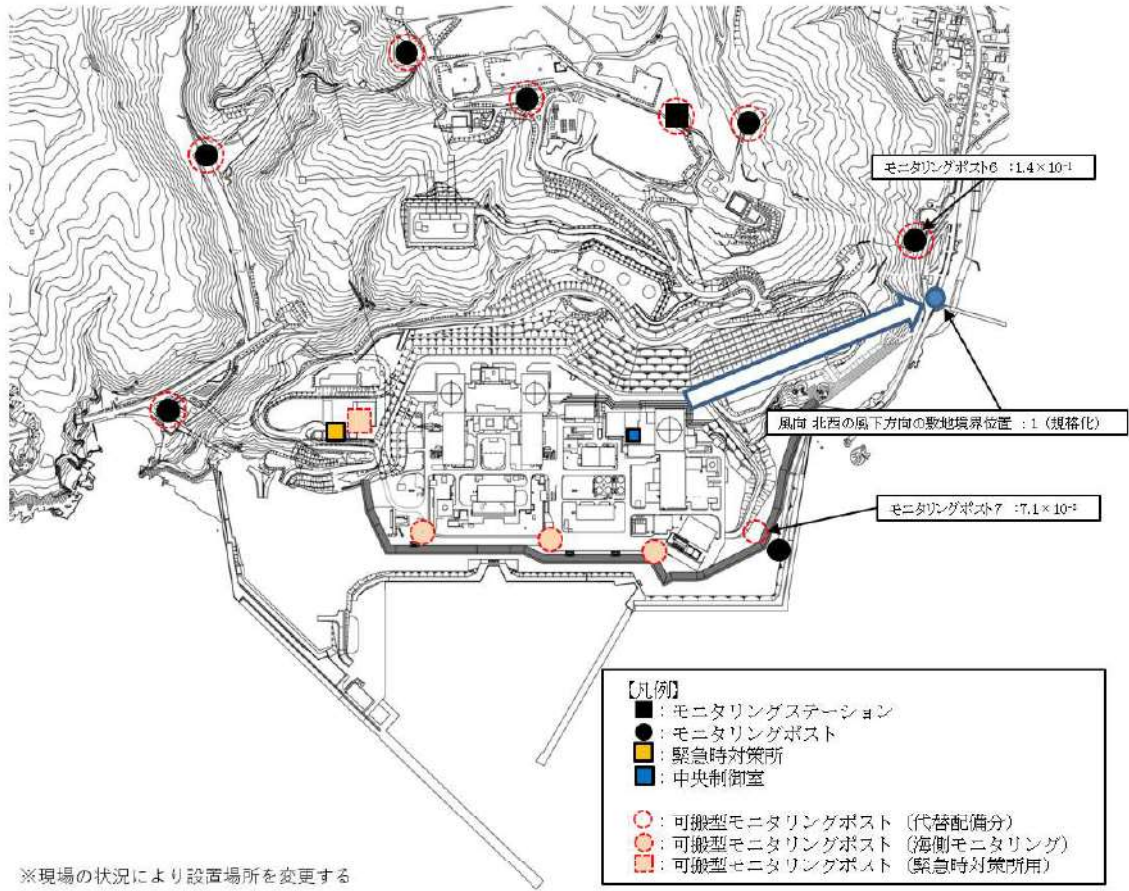 モニタリングポスト6 :1.4×10⁻¹
風向 北西の風下方向の敷地境界位置 : 1（規格化）
モニタリングポスト7 :7.1×10⁻²
【凡例】
■: モニタリングステーション
●: モニタリングポスト
: 緊急時対策所
: 中央制御室
: 可搬型モニタリングポスト（代替配備分）
: 可搬型モニタリングポスト（海側モニタリング）
: 可搬型モニタリングポスト（緊急時対策所用）
※現場の状況により設置場所を変更する